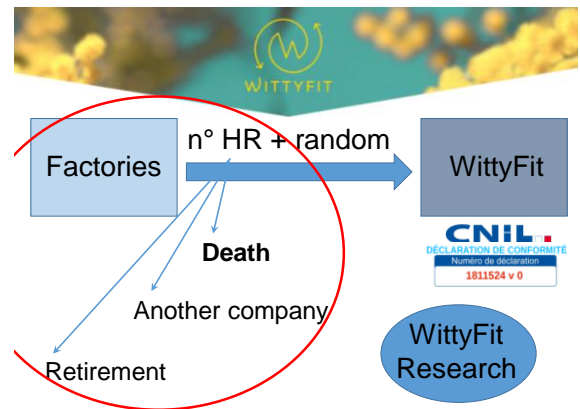 WITTYFIT
n° HR + random
Factories
WittyFit
CNIL
DÉCLARATION DE CONFORMITÉ
Numéro de déclaration
1811524 v 0
Death
Another company
Retirement
WittyFit
Research